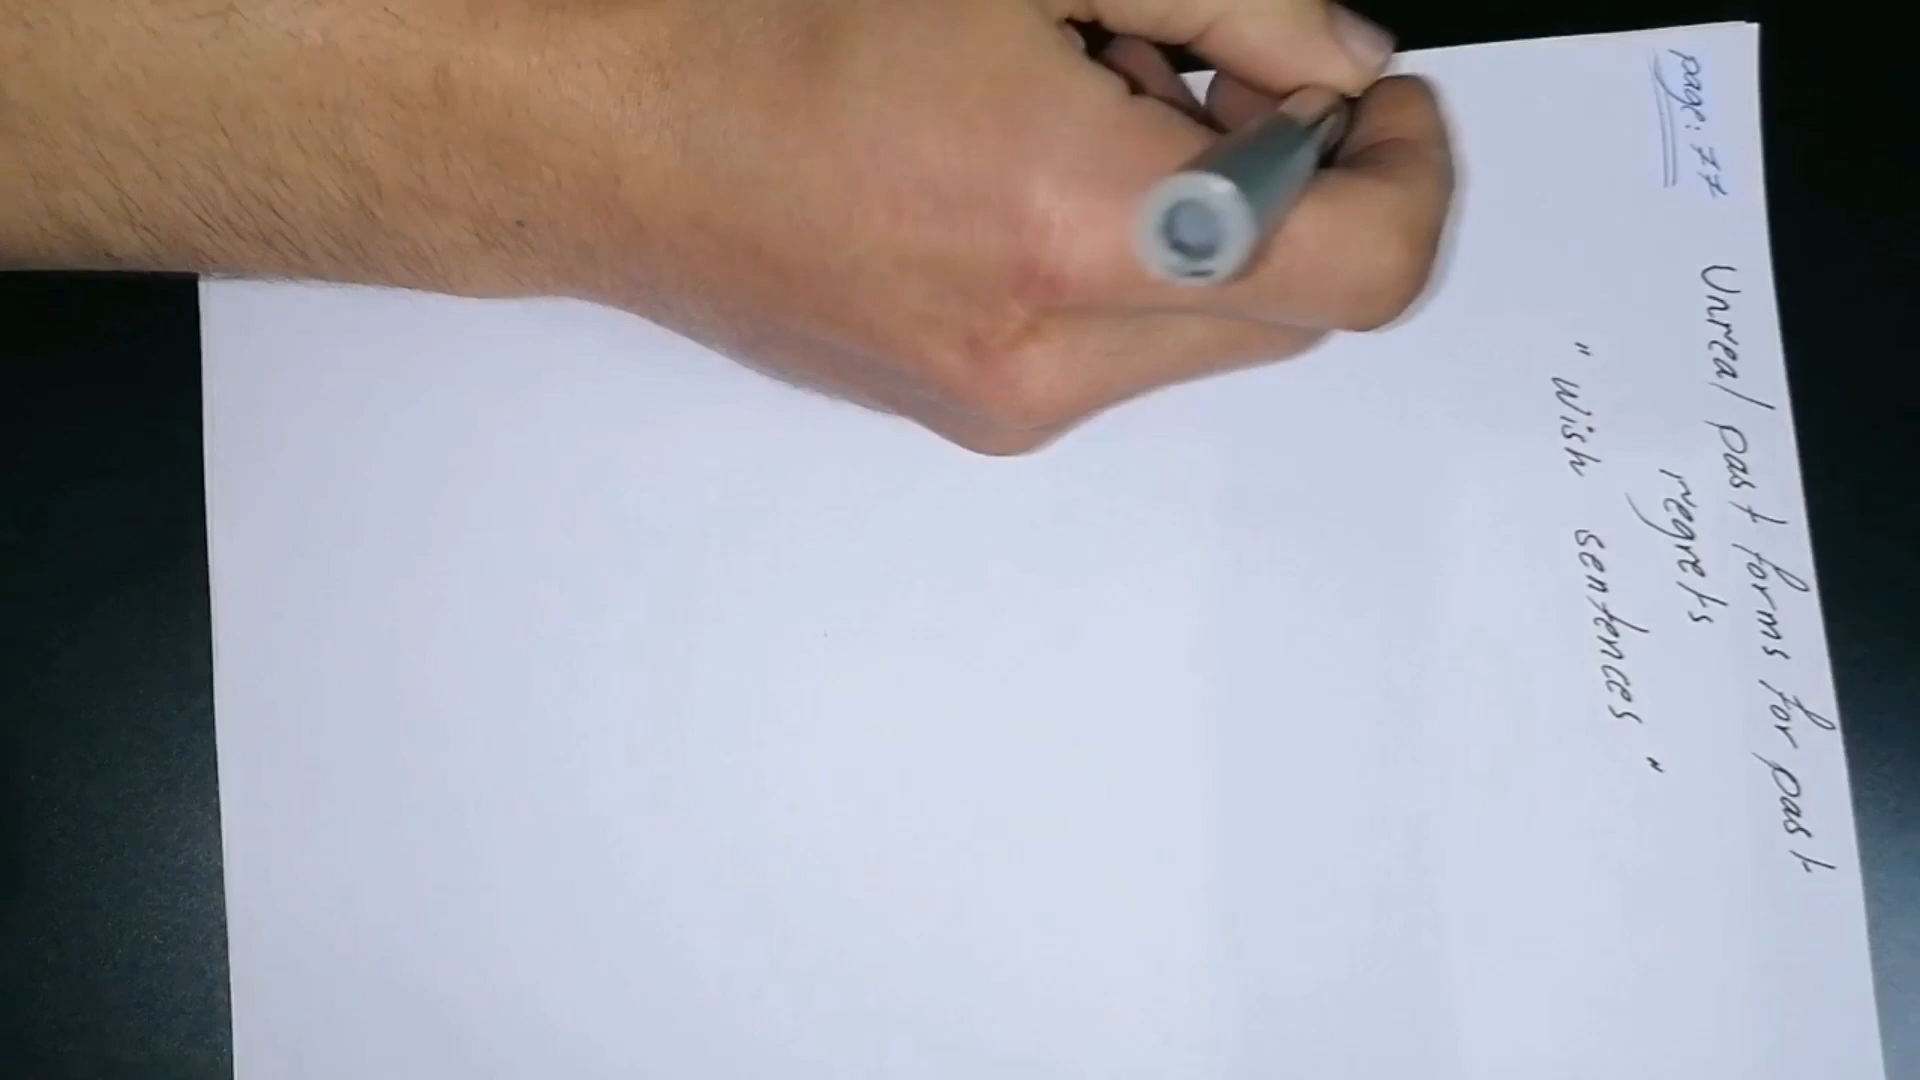 page: 77
Unreal past forms for past
regrets
" Wish sentences "